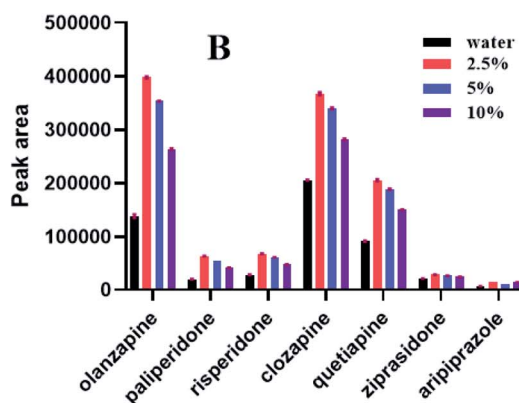 B
water
2.5%
5%
10%
Peak area
500000
400000
300000
200000
100000
0
olanzapine
paliperidone
risperidone
clozapine
quetiapine
ziprasidone
aripiprazole